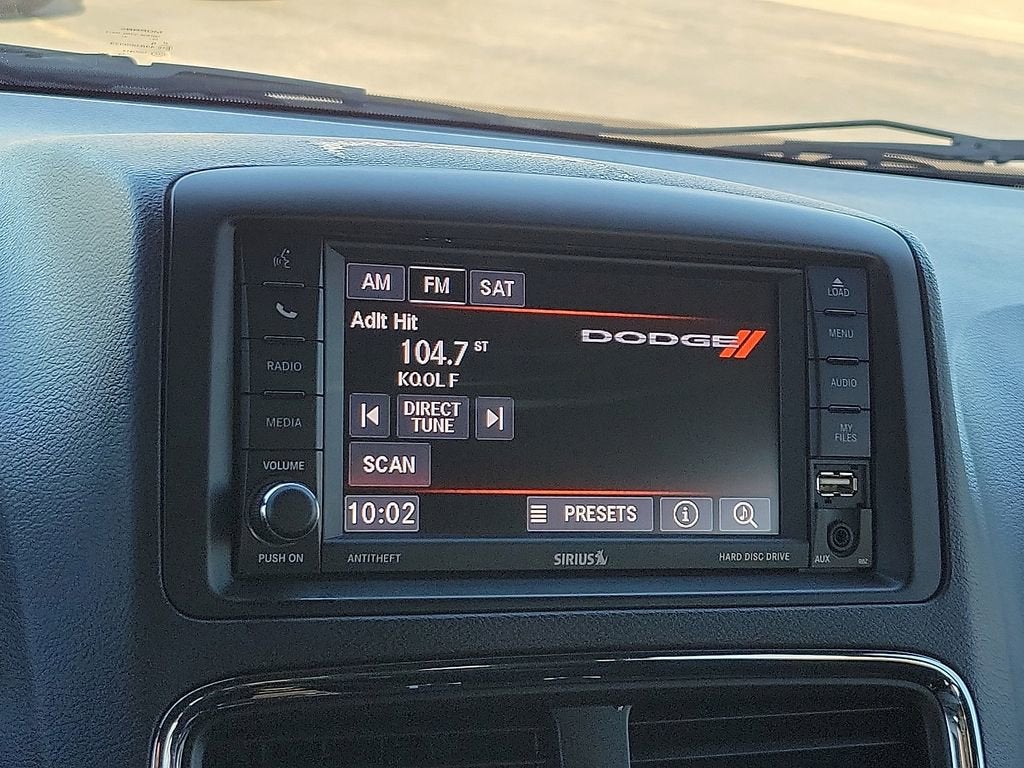 AM FM SAT
Adlt Hit
DODGE
104.7 ST
KQOL F
DIRECT
TUNE
SCAN
10:02 PRESETS
RADIO
MEDIA
VOLUME
PUSH ON
LOAD
MENU
AUDIO
MY
FILES
AUX RBZ
ANTITHEFT SIRIUS HARD DISC DRIVE